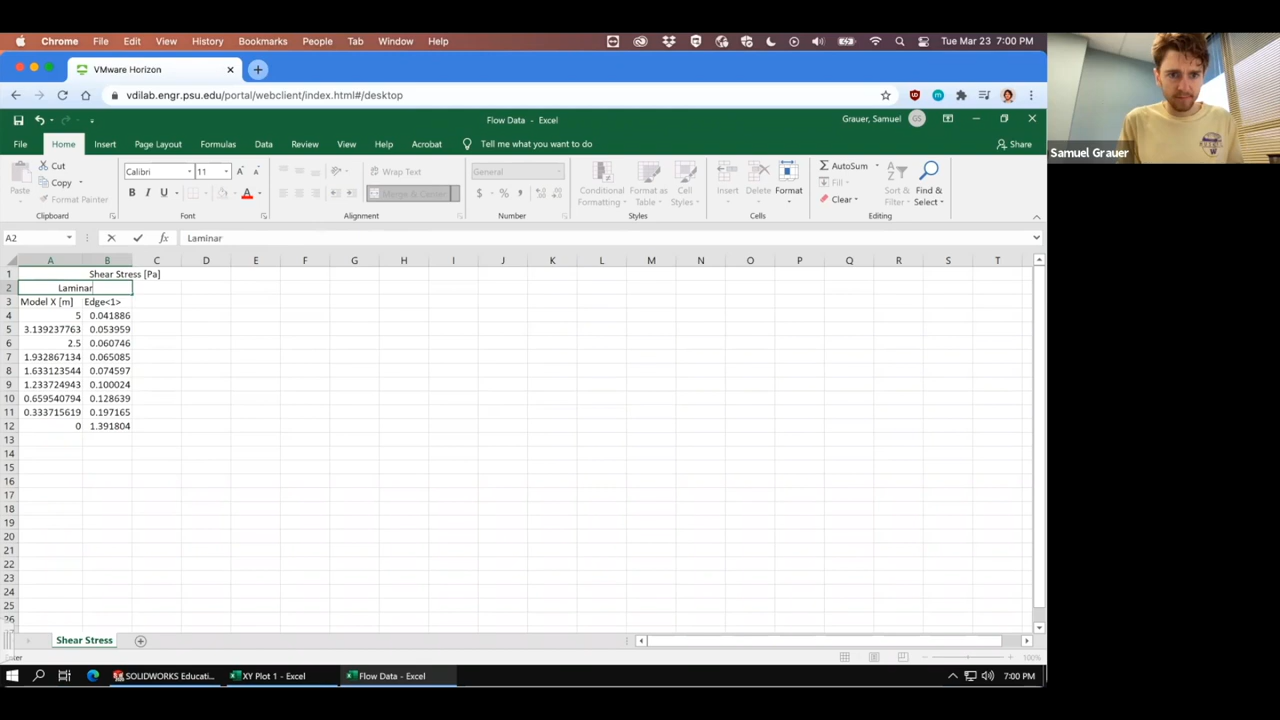 Chrome File Edit View History Bookmarks People Tab Window Help Tue Mar 23 7:00 PM
VMware Horizon
vdilab.engr.psu.edu/portal/webclient/index.html#/desktop
Flow Data - Excel Grauer, Samuel GS
File Home Insert Page Layout Formulas Data Review View Help Acrobat Tell me what you want to do Share
Paste Cut Copy Format Painter Clipboard
Calibri 11 B I U A Font
Wrap Text Merge & Center Alignment
General $ % Number
Conditional Formatting Format as Table Cell Styles Styles
Insert Delete Format Cells
AutoSum Fill Clear Sort & Filter Find & Select Editing
A2 fx Laminar
A B C D E F G H I J K L M N O P Q R S T
1 Shear Stress [Pa]
2 Laminar
3 Model X [m] Edge<1>
4 5 0.041886
5 3.139237763 0.053959
6 2.5 0.060746
7 1.932867134 0.065085
8 1.633123544 0.074597
9 1.233724943 0.100024
10 0.659540794 0.128639
11 0.333715619 0.197165
12 0 1.391804
13
14
15
16
17
18
19
20
21
22
23
24
25
26
Shear Stress
100%
SOLIDWORKS Educati... XY Plot 1 - Excel Flow Data - Excel 7:00 PM
Samuel Grauer